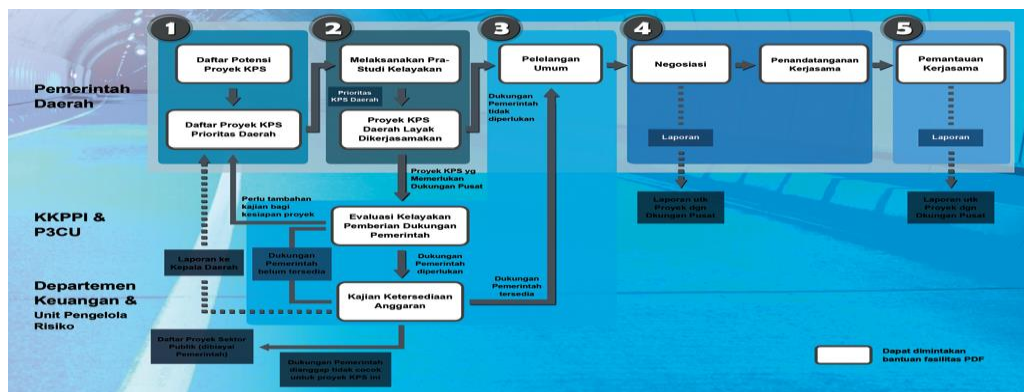 1
2
3
4
5
Pemerintah
Daerah
Daftar Potensi
Proyek KPS
Daftar Proyek KPS
Prioritas Daerah
Melaksanakan Pra-
Studi Kelayakan
Prioritas
KPS Daerah
Proyek KPS
Daerah Layak
Dikerjasamakan
Pelelangan
Umum
Dukungan
Pemerintah
tidak
diperlukan
Negosiasi
Penandatanganan
Kerjasama
Pemantauan
Kerjasama
Laporan
Laporan
Laporan utk
Proyek dgn
Dkungan Pusat
Laporan utk
Proyek dgn
Dkungan Pusat
Proyek KPS yg
Memerlukan
Dukungan Pusat
KKPPI &
P3CU
Perlu tambahan
kajian bagi
kesiapan proyek
Evaluasi Kelayakan
Pemberian Dukungan
Pemerintah
Laporan ke
Kepala Daerah
Dukungan
Pemerintah
belum tersedia
Dukungan
Pemerintah
diperlukan
Departemen
Keuangan &
Unit Pengelola
Risiko
Kajian Ketersediaan
Anggaran
Dukungan
Pemerintah
tersedia
Daftar Proyek Sektor
Publik (dibiayai
Pemerintah)
Dukungan Pemerintah
dianggap tidak cocok
untuk proyek KPS ini
Dapat dimintakan
bantuan fasilitas PDF